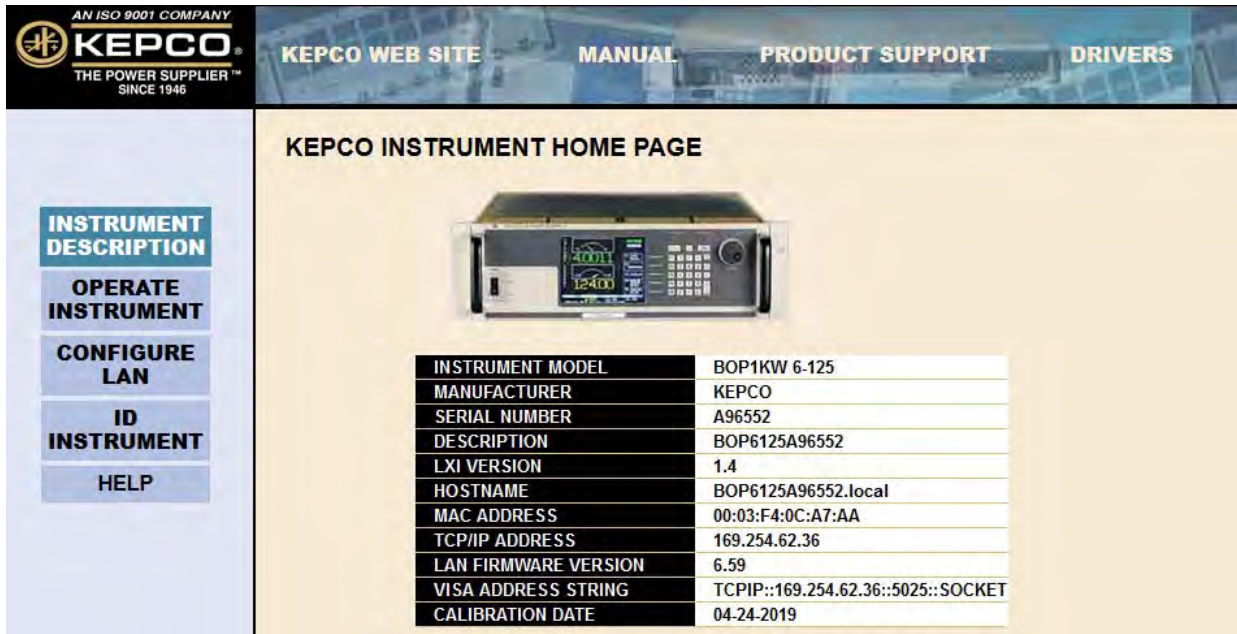 AN ISO 9001 COMPANY
KEPCO®
THE POWER SUPPLIER™
SINCE 1946
KEPCO WEB SITE MANUAL PRODUCT SUPPORT DRIVERS
KEPCO INSTRUMENT HOME PAGE
INSTRUMENT
DESCRIPTION
OPERATE
INSTRUMENT
CONFIGURE
LAN
ID
INSTRUMENT
HELP
4.0011
124.00
INSTRUMENT MODEL BOP1KW 6-125
MANUFACTURER KEPCO
SERIAL NUMBER A96552
DESCRIPTION BOP6125A96552
LXI VERSION 1.4
HOSTNAME BOP6125A96552.local
MAC ADDRESS 00:03:F4:0C:A7:AA
TCP/IP ADDRESS 169.254.62.36
LAN FIRMWARE VERSION 6.59
VISA ADDRESS STRING TCPIP::169.254.62.36::5025::SOCKET
CALIBRATION DATE 04-24-2019